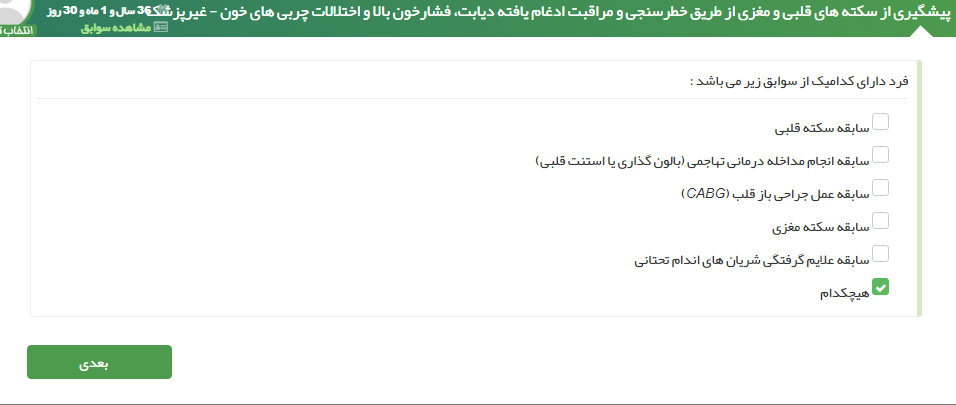 پیشگیری از سکته های قلبی و مغزی از طریق خطرسنجی و مراقبت ادغام یافته دیابت، فشارخون بالا و اختلالات چربی های خون - غیرپزشک
36 سال و 1 ماه و 30 روز
مشاهده سوابق
انتخاب
فرد دارای کدامیک از سوابق زیر می باشد :
سابقه سکته قلبی
سابقه انجام مداخله درمانی تهاجمی (بالون گذاری یا استنت قلبی)
سابقه عمل جراحی باز قلب (CABG)
سابقه سکته مغزی
سابقه علایم گرفتگی شریان های اندام تحتانی
هیچکدام
بعدی